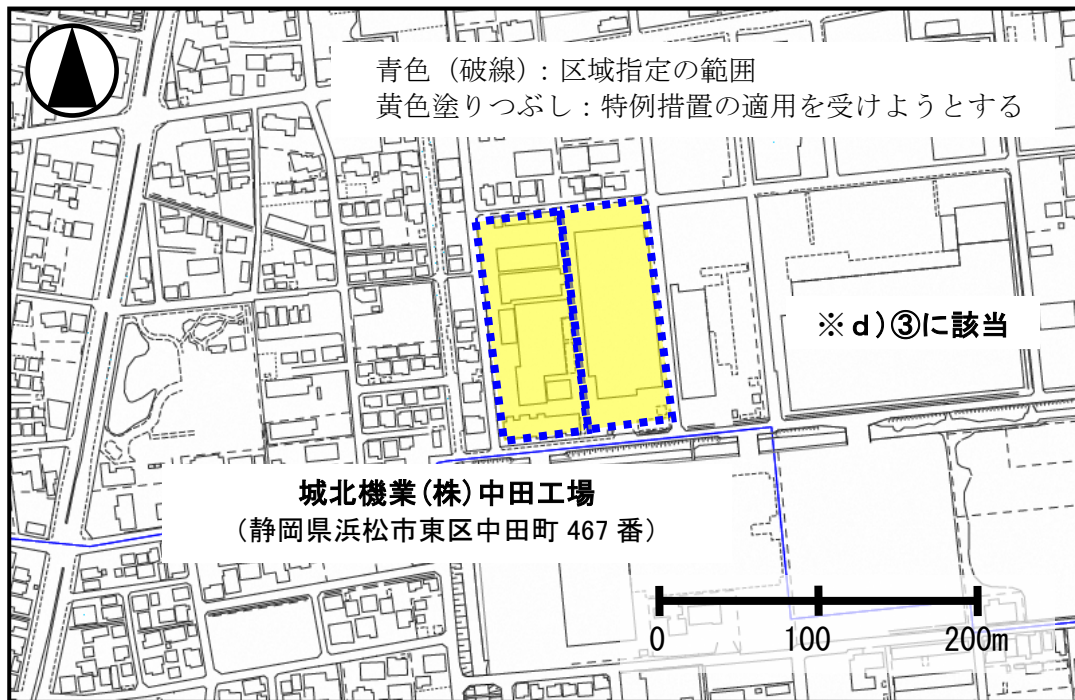 青色（破線）：区域指定の範囲
黄色塗りつぶし：特例措置の適用を受けようとする
※ｄ)③に該当
城北機業(株)中田工場
（静岡県浜松市東区中田町 467 番）
0 100 200m